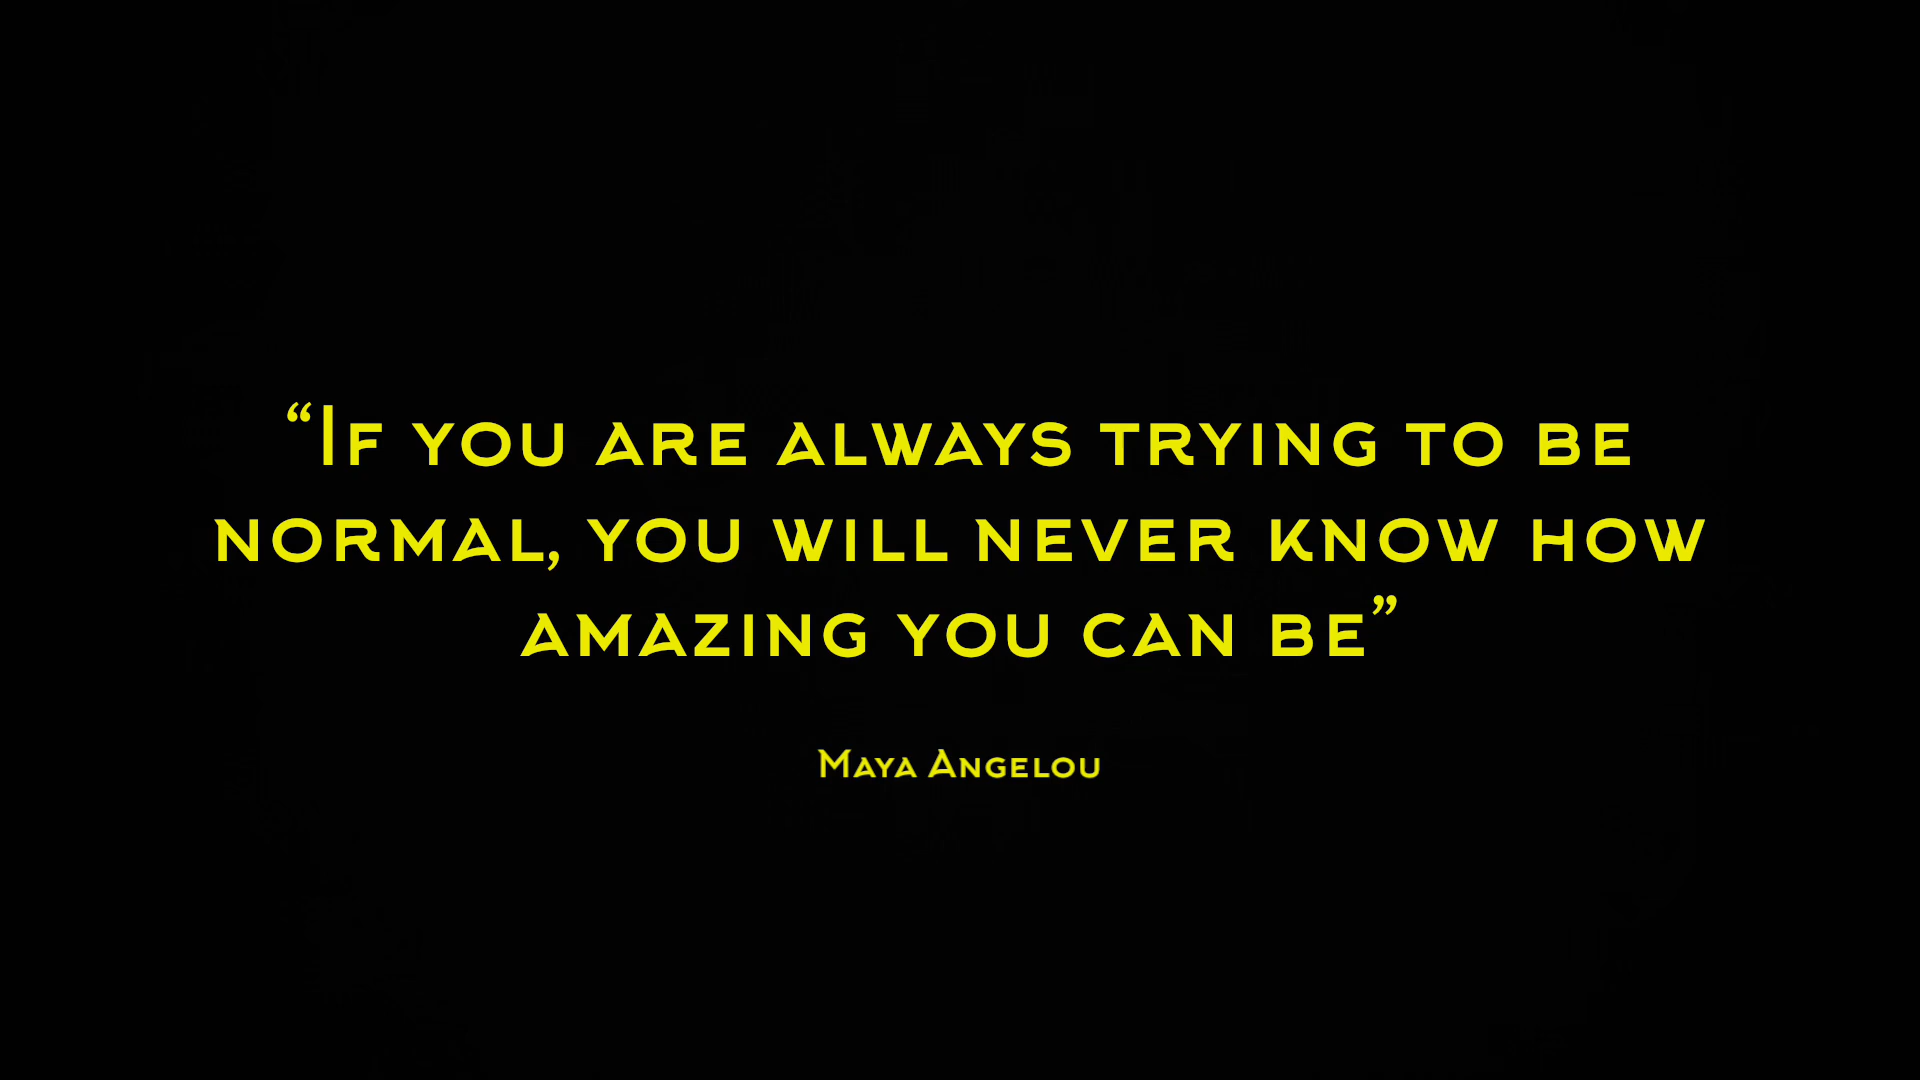 “If you are always trying to be
normal, you will never know how
amazing you can be”
Maya Angelou